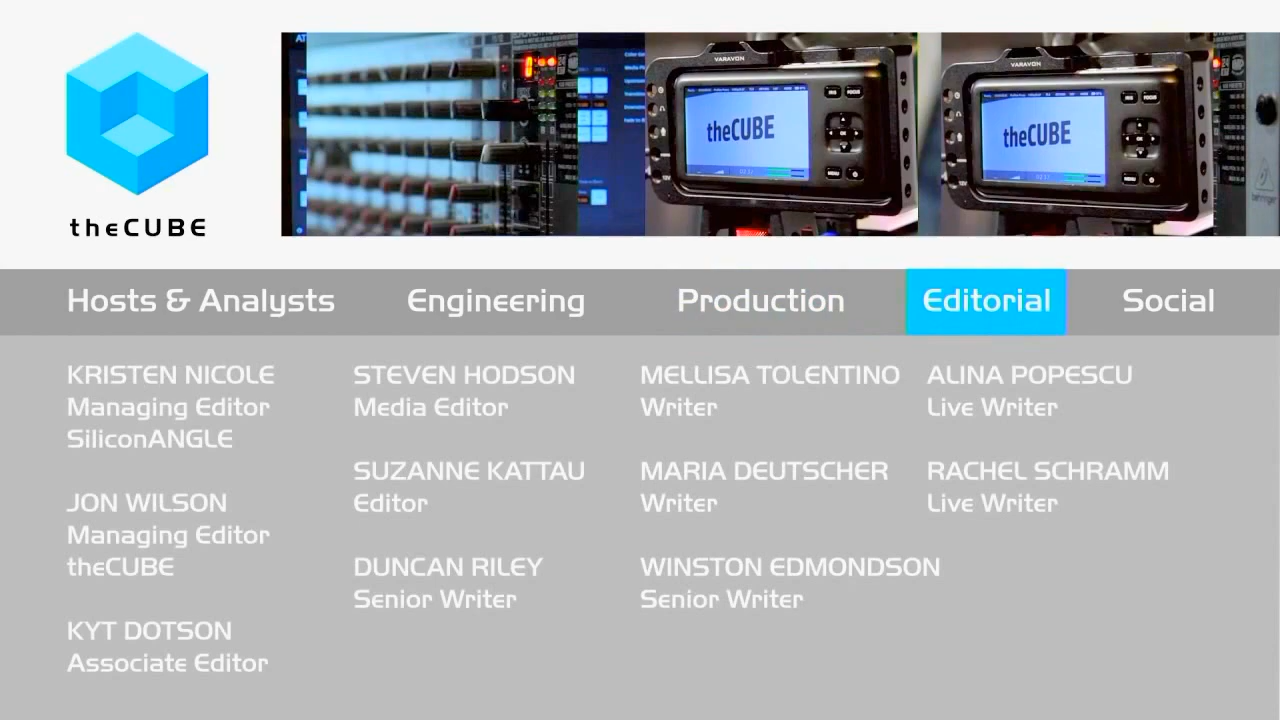 theCUBE
VARAVON
theCUBE
MENU
VARAVON
theCUBE
Hosts & Analysts
Engineering
Production
Editorial
Social
KRISTEN NICOLE
Managing Editor
SiliconANGLE
JON WILSON
Managing Editor
theCUBE
KYT DOTSON
Associate Editor
STEVEN HODSON
Media Editor
SUZANNE KATTAU
Editor
DUNCAN RILEY
Senior Writer
MELLISA TOLENTINO
Writer
MARIA DEUTSCHER
Writer
WINSTON EDMONDSON
Senior Writer
ALINA POPESCU
Live Writer
RACHEL SCHRAMM
Live Writer